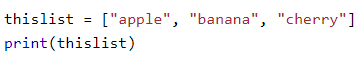 thislist = ["apple", "banana", "cherry"]
print(thislist)